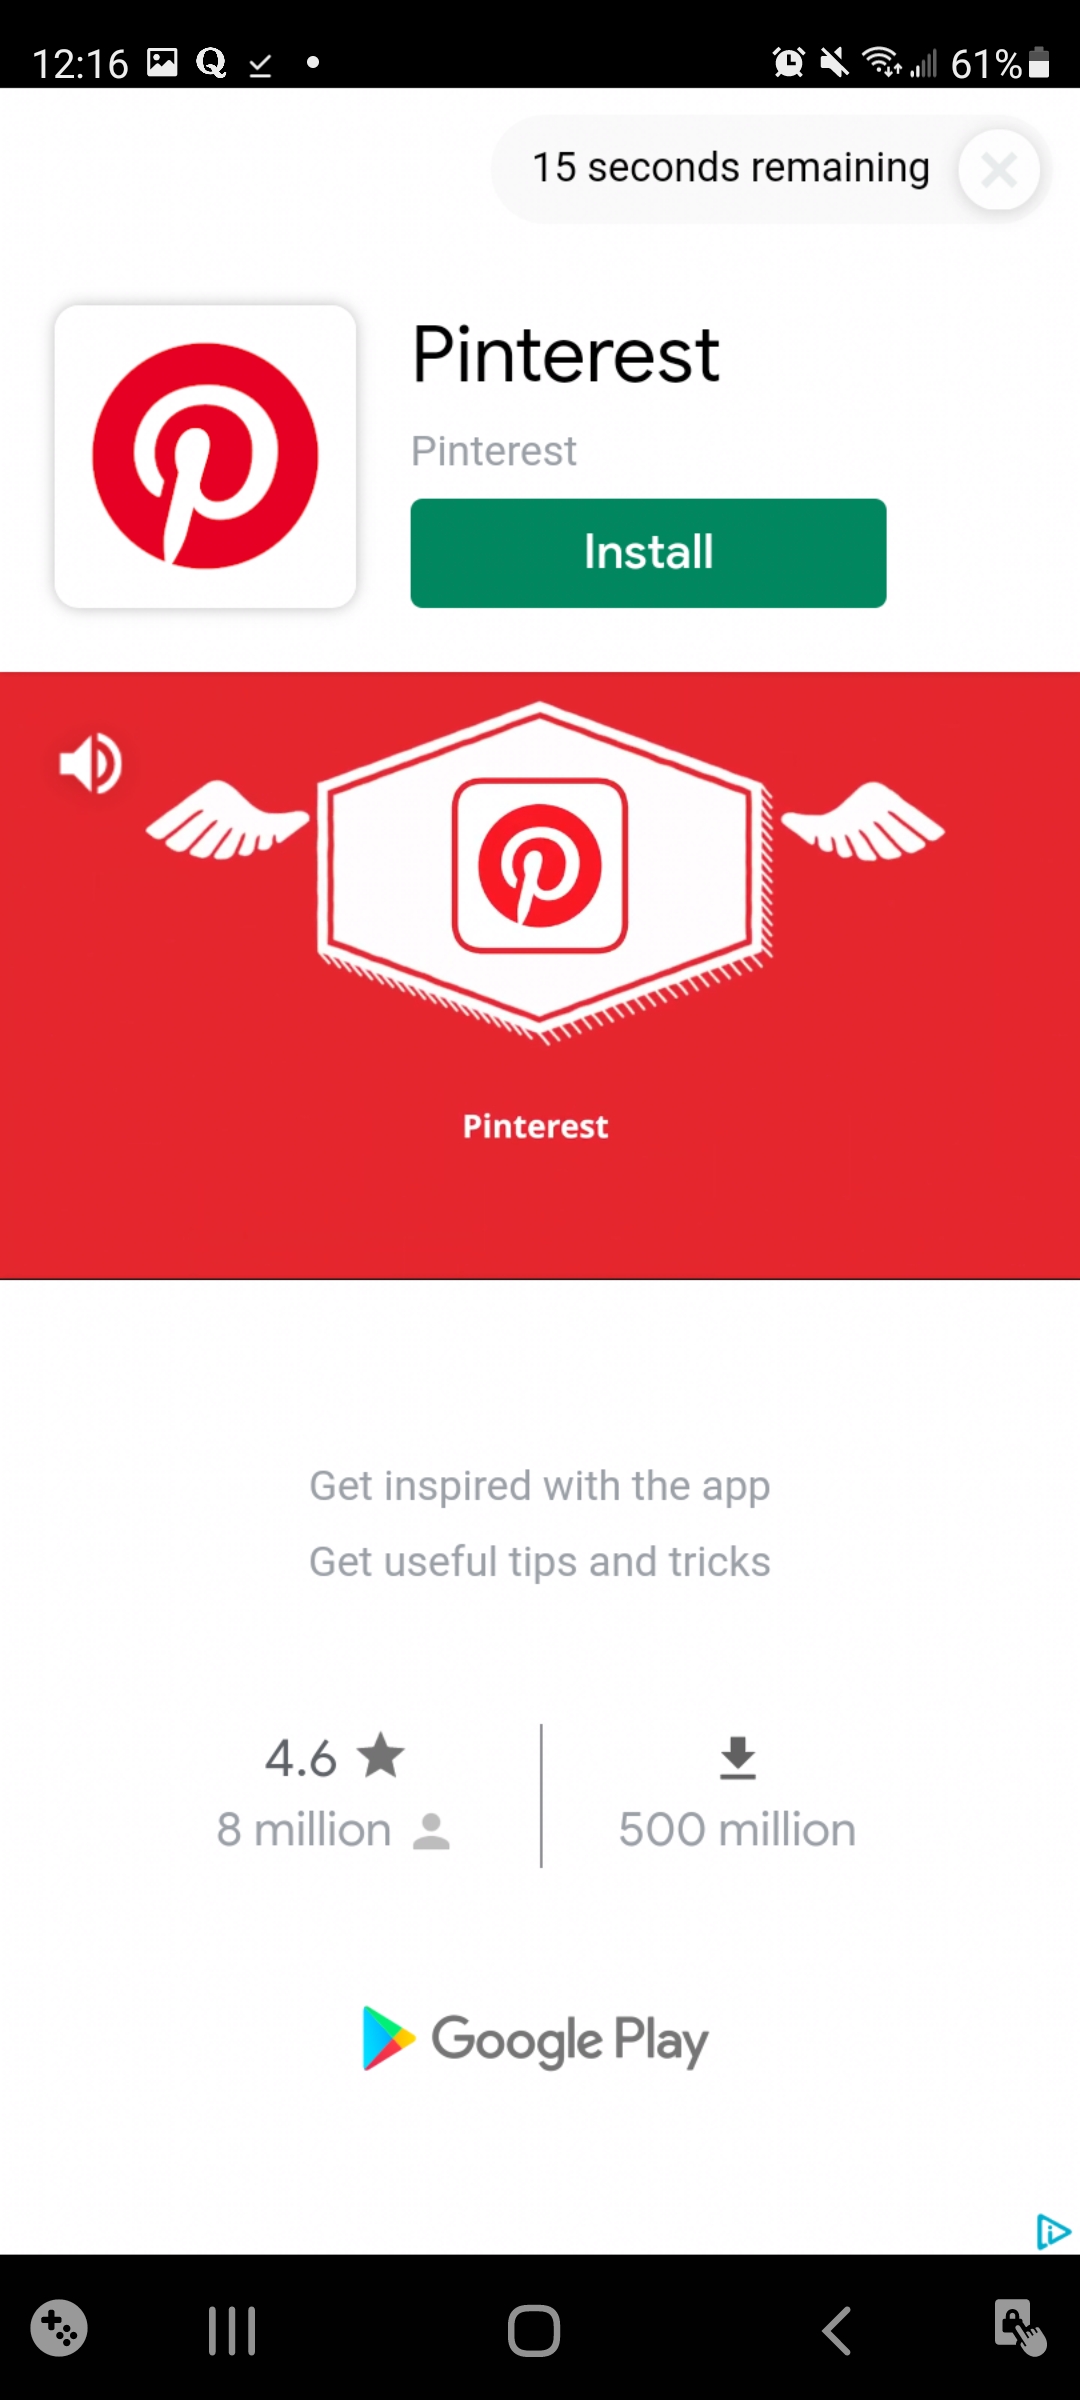 12:16 61%
15 seconds remaining
Pinterest
Pinterest
Install
Pinterest
Get inspired with the app
Get useful tips and tricks
4.6
8 million
500 million
Google Play